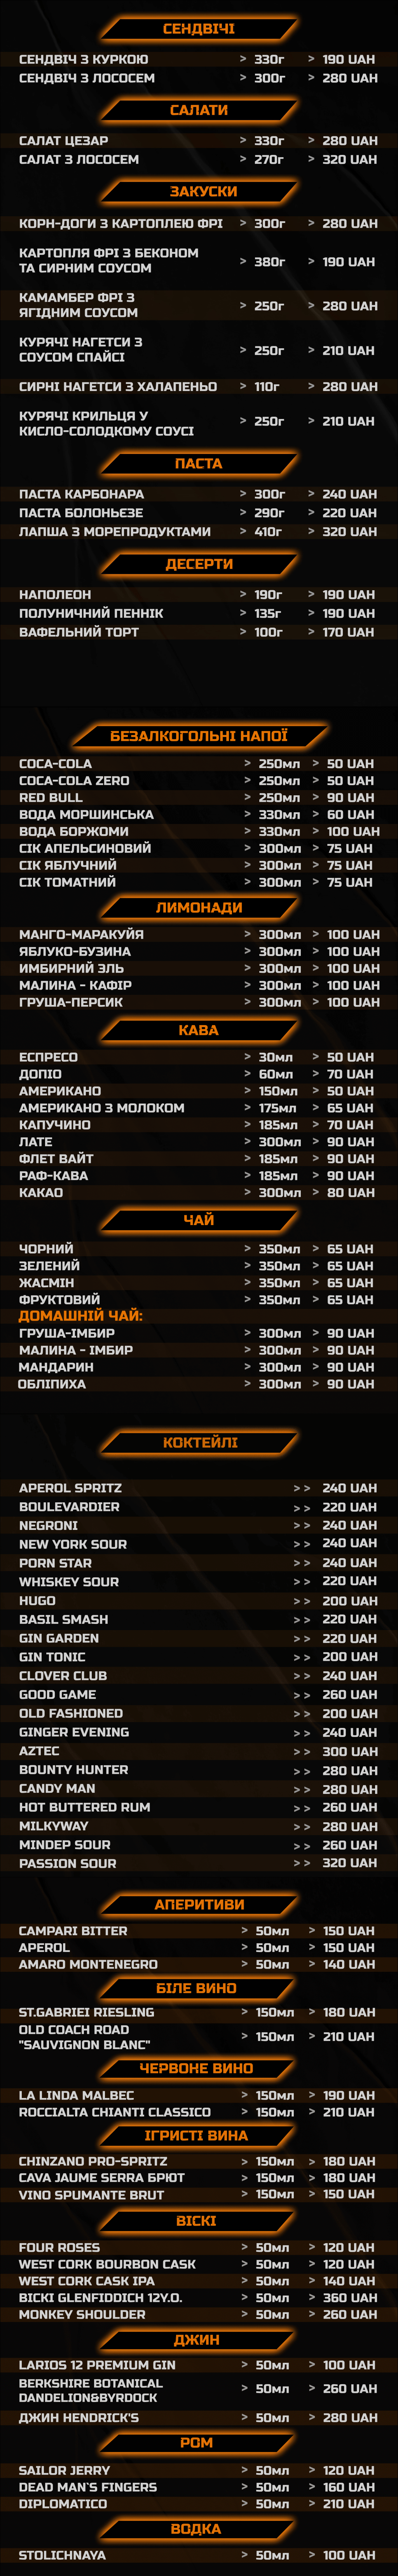 СЕНДВІЧІ
СЕНДВІЧ З КУРКОЮ > 330г > 190 UAH
СЕНДВІЧ З ЛОСОСЕМ > 300г > 280 UAH
САЛАТИ
САЛАТ ЦЕЗАР > 330г > 280 UAH
САЛАТ З ЛОСОСЕМ > 270г > 320 UAH
ЗАКУСКИ
КОРН-ДОГИ З КАРТОПЛЕЮ ФРІ > 300г > 280 UAH
КАРТОПЛЯ ФРІ З БЕКОНОМ
ТА СИРНИМ СОУСОМ > 380г > 190 UAH
КАМАМБЕР ФРІ З
ЯГІДНИМ СОУСОМ > 250г > 280 UAH
КУРЯЧІ НАГЕТСИ З
СОУСОМ СПАЙСІ > 250г > 210 UAH
СИРНІ НАГЕТСИ З ХАЛАПЕНЬО > 110г > 280 UAH
КУРЯЧІ КРИЛЬЦЯ У
КИСЛО-СОЛОДКОМУ СОУСІ > 250г > 210 UAH
ПАСТА
ПАСТА КАРБОНАРА > 300г > 240 UAH
ПАСТА БОЛОНЬЄЗЕ > 290г > 220 UAH
ЛАПША З МОРЕПРОДУКТАМИ > 410г > 320 UAH
ДЕСЕРТИ
НАПОЛЕОН > 190г > 190 UAH
ПОЛУНИЧНИЙ ПЕННІК > 135г > 190 UAH
ВАФЕЛЬНИЙ ТОРТ > 100г > 170 UAH
БЕЗАЛКОГОЛЬНІ НАПОЇ
COCA-COLA > 250мл > 50 UAH
COCA-COLA ZERO > 250мл > 50 UAH
RED BULL > 250мл > 90 UAH
ВОДА МОРШИНСЬКА > 330мл > 60 UAH
ВОДА БОРЖОМИ > 330мл > 100 UAH
СІК АПЕЛЬСИНОВИЙ > 300мл > 75 UAH
СІК ЯБЛУЧНИЙ > 300мл > 75 UAH
СІК ТОМАТНИЙ > 300мл > 75 UAH
ЛИМОНАДИ
МАНГО-МАРАКУЙЯ > 300мл > 100 UAH
ЯБЛУКО-БУЗИНА > 300мл > 100 UAH
ИМБИРНИЙ ЭЛЬ > 300мл > 100 UAH
МАЛИНА - КАФІР > 300мл > 100 UAH
ГРУША-ПЕРСИК > 300мл > 100 UAH
КАВА
ЕСПРЕСО > 30мл > 50 UAH
ДОПІО > 60мл > 70 UAH
АМЕРИКАНО > 150мл > 50 UAH
АМЕРИКАНО З МОЛОКОМ > 175мл > 65 UAH
КАПУЧИНО > 185мл > 70 UAH
ЛАТЕ > 300мл > 90 UAH
ФЛЕТ ВАЙТ > 185мл > 90 UAH
РАФ-КАВА > 185мл > 90 UAH
КАКАО > 300мл > 80 UAH
ЧАЙ
ЧОРНИЙ > 350мл > 65 UAH
ЗЕЛЕНИЙ > 350мл > 65 UAH
ЖАСМІН > 350мл > 65 UAH
ФРУКТОВИЙ > 350мл > 65 UAH
ДОМАШНІЙ ЧАЙ:
ГРУША-ІМБИР > 300мл > 90 UAH
МАЛИНА - ІМБИР > 300мл > 90 UAH
МАНДАРИН > 300мл > 90 UAH
ОБЛІПИХА > 300мл > 90 UAH
КОКТЕЙЛІ
APEROL SPRITZ >> 240 UAH
BOULEVARDIER >> 220 UAH
NEGRONI >> 240 UAH
NEW YORK SOUR >> 240 UAH
PORN STAR >> 240 UAH
WHISKEY SOUR >> 220 UAH
HUGO >> 200 UAH
BASIL SMASH >> 220 UAH
GIN GARDEN >> 220 UAH
GIN TONIC >> 200 UAH
CLOVER CLUB >> 240 UAH
GOOD GAME >> 260 UAH
OLD FASHIONED >> 200 UAH
GINGER EVENING >> 240 UAH
AZTEC >> 300 UAH
BOUNTY HUNTER >> 280 UAH
CANDY MAN >> 280 UAH
HOT BUTTERED RUM >> 260 UAH
MILKYWAY >> 280 UAH
MINDEP SOUR >> 260 UAH
PASSION SOUR >> 320 UAH
АПЕРИТИВИ
CAMPARI BITTER > 50мл > 150 UAH
APEROL > 50мл > 150 UAH
AMARO MONTENEGRO > 50мл > 140 UAH
БІЛЕ ВИНО
ST.GABRIEI RIESLING > 150мл > 180 UAH
OLD COACH ROAD
"SAUVIGNON BLANC" > 150мл > 210 UAH
ЧЕРВОНЕ ВИНО
LA LINDA MALBEC > 150мл > 190 UAH
ROCCIALTA CHIANTI CLASSICO > 150мл > 210 UAH
ІГРИСТІ ВИНА
CHINZANO PRO-SPRITZ > 150мл > 180 UAH
CAVA JAUME SERRA БРЮТ > 150мл > 180 UAH
VINO SPUMANTE BRUT > 150мл > 150 UAH
ВІСКІ
FOUR ROSES > 50мл > 120 UAH
WEST CORK BOURBON CASK > 50мл > 120 UAH
WEST CORK CASK IPA > 50мл > 140 UAH
ВІСКІ GLENFIDDICH 12Y.O. > 50мл > 360 UAH
MONKEY SHOULDER > 50мл > 260 UAH
ДЖИН
LARIOS 12 PREMIUM GIN > 50мл > 100 UAH
BERKSHIRE BOTANICAL
DANDELION&BYRDOCK > 50мл > 260 UAH
ДЖИН HENDRICK'S > 50мл > 280 UAH
РОМ
SAILOR JERRY > 50мл > 120 UAH
DEAD MAN`S FINGERS > 50мл > 160 UAH
DIPLOMATICO > 50мл > 210 UAH
ВОДКА
STOLICHNAYA > 50мл > 100 UAH